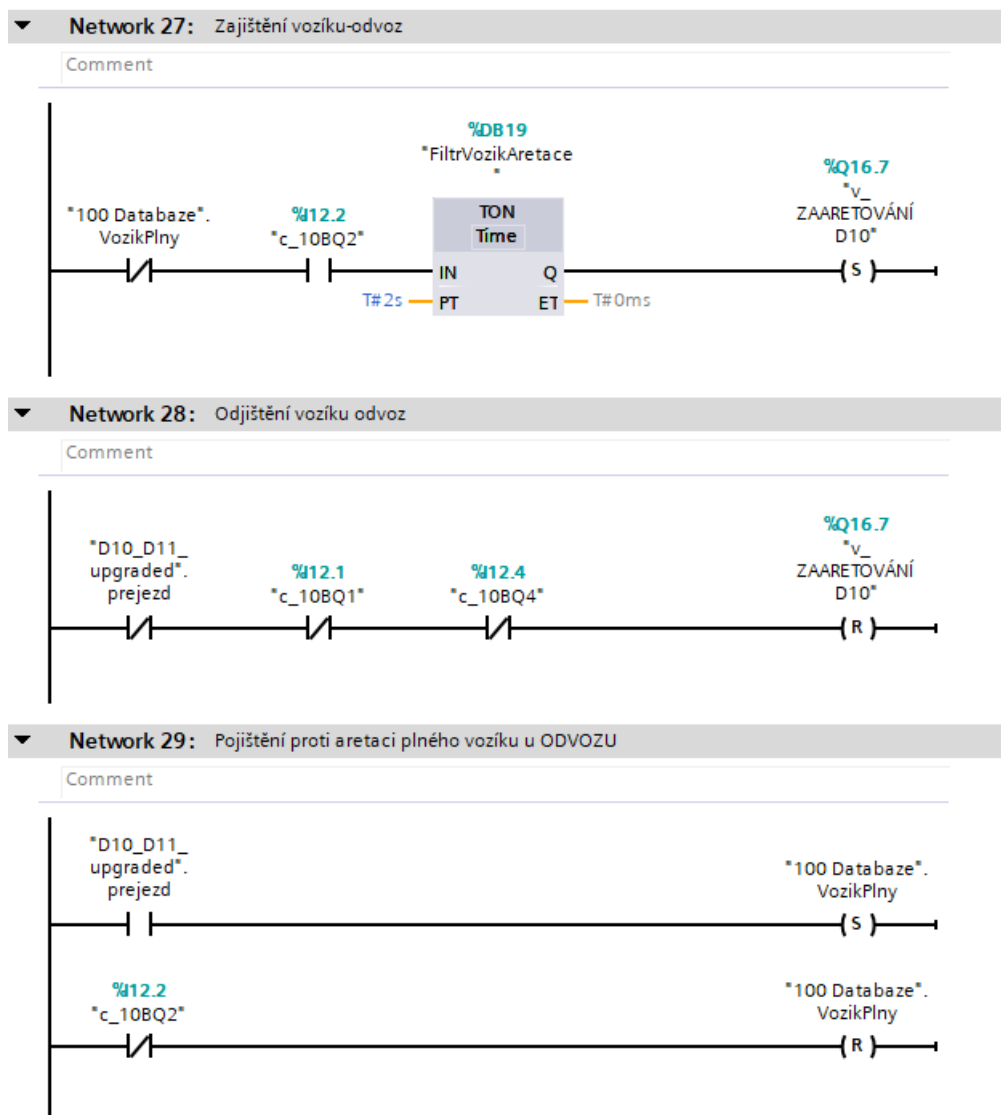 Network 27: Zajištění vozíku-odvoz
Comment
%DB19
"FiltrVozikAretace
"
%Q16.7
"v_
ZAARETOVÁNÍ
D10"
"100 Databaze".
VozikPlny
%I12.2
"c_10BQ2"
TON
Time
IN
Q
( S )
T#2s
PT
ET
T#0ms
Network 28: Odjištění vozíku odvoz
Comment
"D10_D11_
upgraded".
prejezd
%I12.1
"c_10BQ1"
%I12.4
"c_10BQ4"
%Q16.7
"v_
ZAARETOVÁNÍ
D10"
( R )
Network 29: Pojištění proti aretaci plného vozíku u ODVOZU
Comment
"D10_D11_
upgraded".
prejezd
"100 Databaze".
VozikPlny
( S )
%I12.2
"c_10BQ2"
"100 Databaze".
VozikPlny
( R )